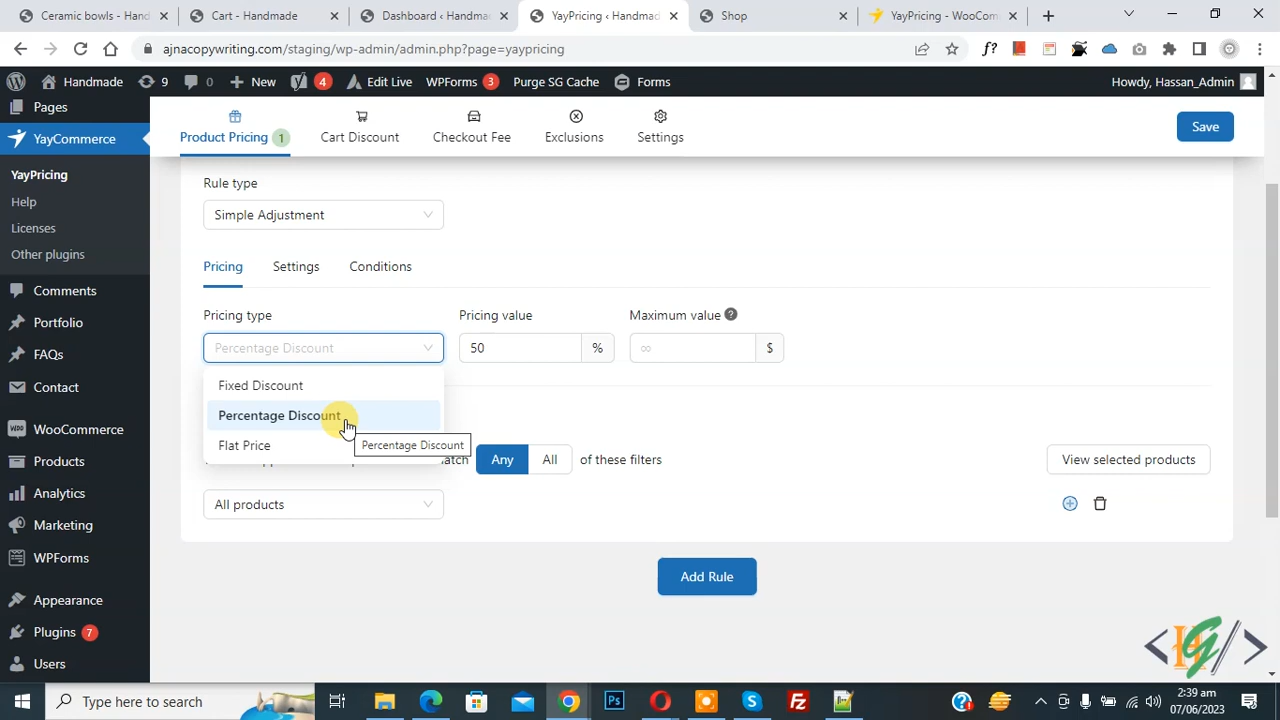 Ceramic bowls - Hand
Cart - Handmade
Dashboard ‹ Handma
YayPricing ‹ Handmad
Shop
YayPricing - WooCom
ajnacopywriting.com/staging/wp-admin/admin.php?page=yaypricing
Handmade 9 0 New 4 Edit Live WPForms 3 Purge SG Cache Forms Howdy, Hassan_Admin
Pages
YayCommerce
YayPricing
Help
Licenses
Other plugins
Comments
Portfolio
FAQs
Contact
WooCommerce
Products
Analytics
Marketing
WPForms
Appearance
Plugins 7
Users
Product Pricing 1
Cart Discount
Checkout Fee
Exclusions
Settings
Save
Rule type
Simple Adjustment
Pricing Settings Conditions
Pricing type Pricing value Maximum value ?
Percentage Discount 50 % ∞ $
Fixed Discount
Percentage Discount
Flat Price
Percentage Discount
Any All of these filters View selected products
All products
Add Rule
<HG/>
Type here to search
Ps
2:39 am
07/06/2023